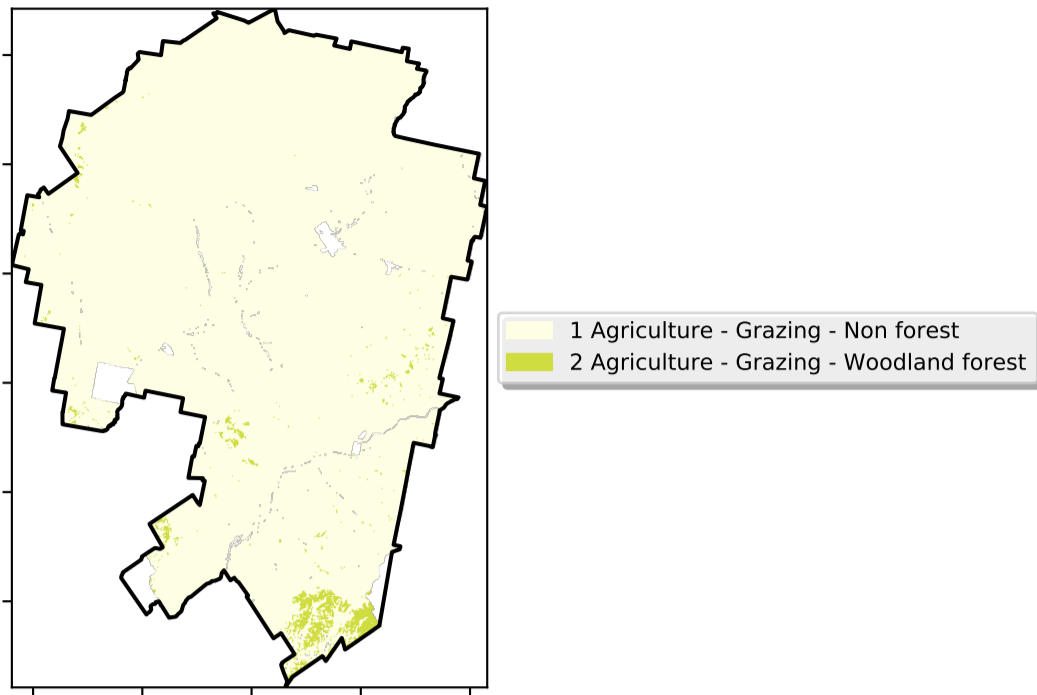 1 Agriculture - Grazing - Non forest
2 Agriculture - Grazing - Woodland forest